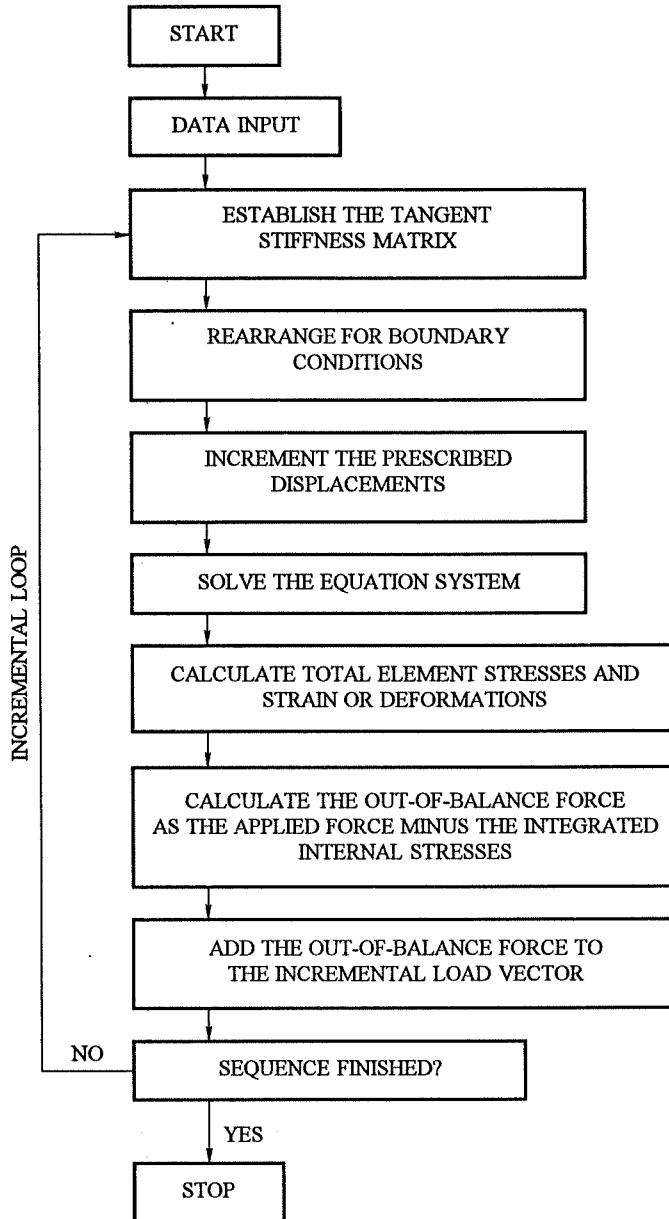 START
DATA INPUT
ESTABLISH THE TANGENT
STIFFNESS MATRIX
REARRANGE FOR BOUNDARY
CONDITIONS
INCREMENT THE PRESCRIBED
DISPLACEMENTS
SOLVE THE EQUATION SYSTEM
CALCULATE TOTAL ELEMENT STRESSES AND
STRAIN OR DEFORMATIONS
CALCULATE THE OUT-OF-BALANCE FORCE
AS THE APPLIED FORCE MINUS THE INTEGRATED
INTERNAL STRESSES
ADD THE OUT-OF-BALANCE FORCE TO
THE INCREMENTAL LOAD VECTOR
SEQUENCE FINISHED?
NO
YES
STOP
INCREMENTAL LOOP